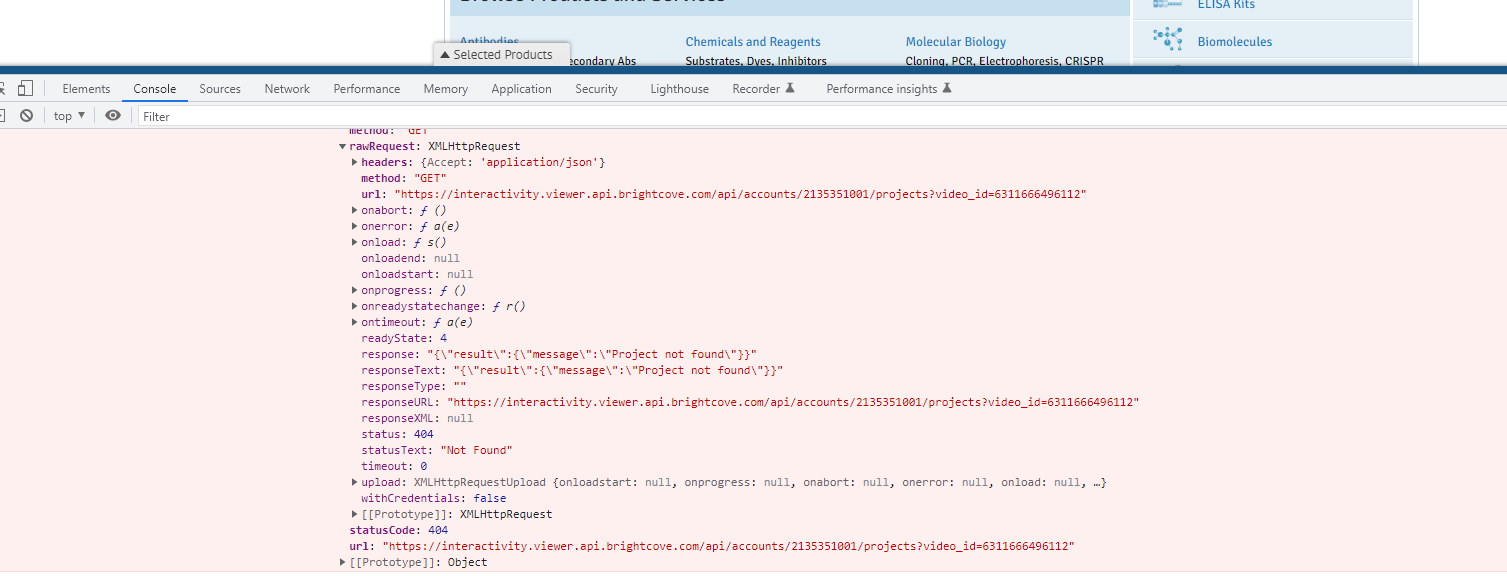 Browse Products and Services
ELISA Kits
Antibodies
Chemicals and Reagents
Molecular Biology
Biomolecules
▲ Selected Products
econdary Abs
Substrates, Dyes, Inhibitors
Cloning, PCR, Electrophoresis, CRISPR
Elements Console Sources Network Performance Memory Application Security Lighthouse Recorder Performance insights
top ▼ Filter
method: "GET"
▼ rawRequest: XMLHttpRequest
▶ headers: {Accept: 'application/json'}
method: "GET"
url: "https://interactivity.viewer.api.brightcove.com/api/accounts/2135351001/projects?video_id=6311666496112"
▶ onabort: ƒ ()
▶ onerror: ƒ a(e)
▶ onload: ƒ s()
onloadend: null
onloadstart: null
▶ onprogress: ƒ ()
▶ onreadystatechange: ƒ r()
▶ ontimeout: ƒ a(e)
readyState: 4
response: "{\"result\":{\"message\":\"Project not found\"}}"
responseText: "{\"result\":{\"message\":\"Project not found\"}}"
responseType: ""
responseURL: "https://interactivity.viewer.api.brightcove.com/api/accounts/2135351001/projects?video_id=6311666496112"
responseXML: null
status: 404
statusText: "Not Found"
timeout: 0
▶ upload: XMLHttpRequestUpload {onloadstart: null, onprogress: null, onabort: null, onerror: null, onload: null, …}
withCredentials: false
▶ [[Prototype]]: XMLHttpRequest
statusCode: 404
url: "https://interactivity.viewer.api.brightcove.com/api/accounts/2135351001/projects?video_id=6311666496112"
▶ [[Prototype]]: Object